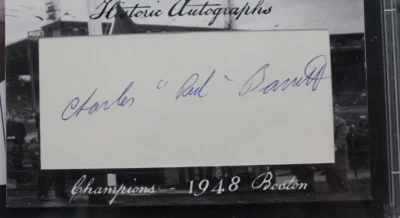 Historic Autographs
Charles "Red" Barrett
Champions - 1948 Boston